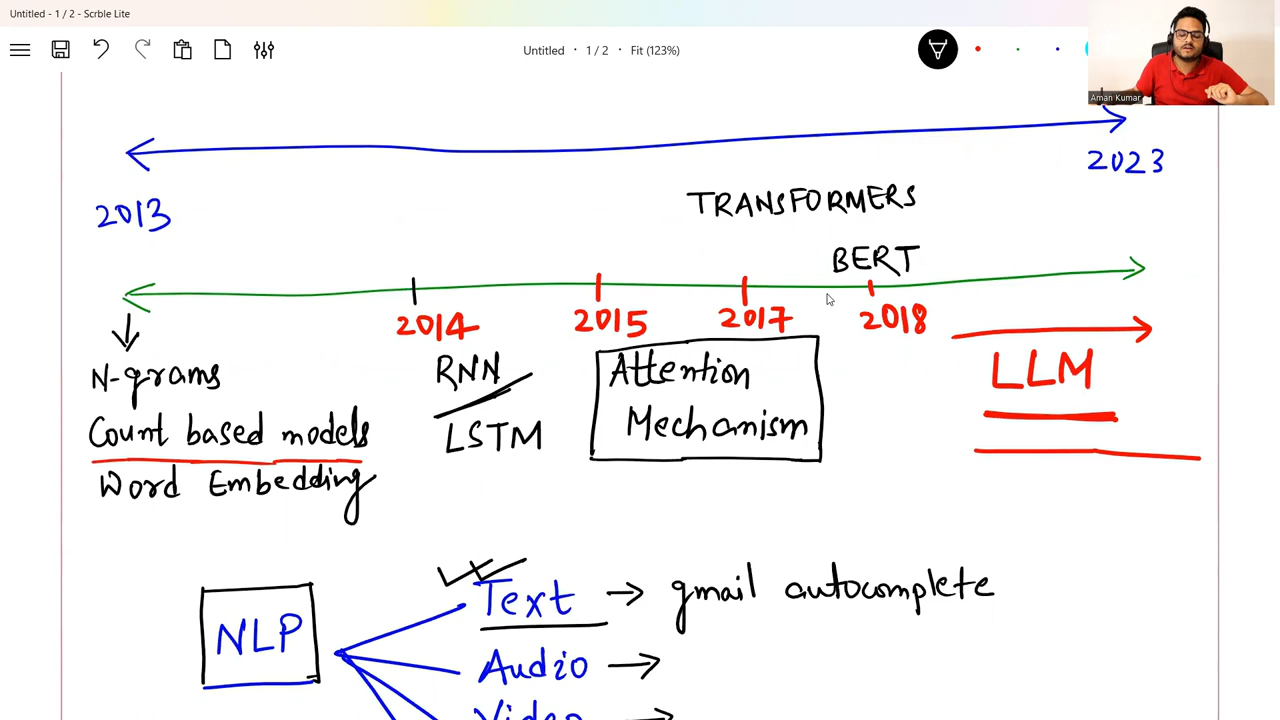 Untitled - 1 / 2 - Scrble Lite
Untitled • 1 / 2 • Fit (123%)
Aman Kumar
2013
2023
TRANSFORMERS
BERT
2014
2015
2017
2018
N-grams
Count based models
Word Embedding
RNN
LSTM
Attention
Mechanism
LLM
NLP
Text → gmail autocomplete
Audio →
Video →